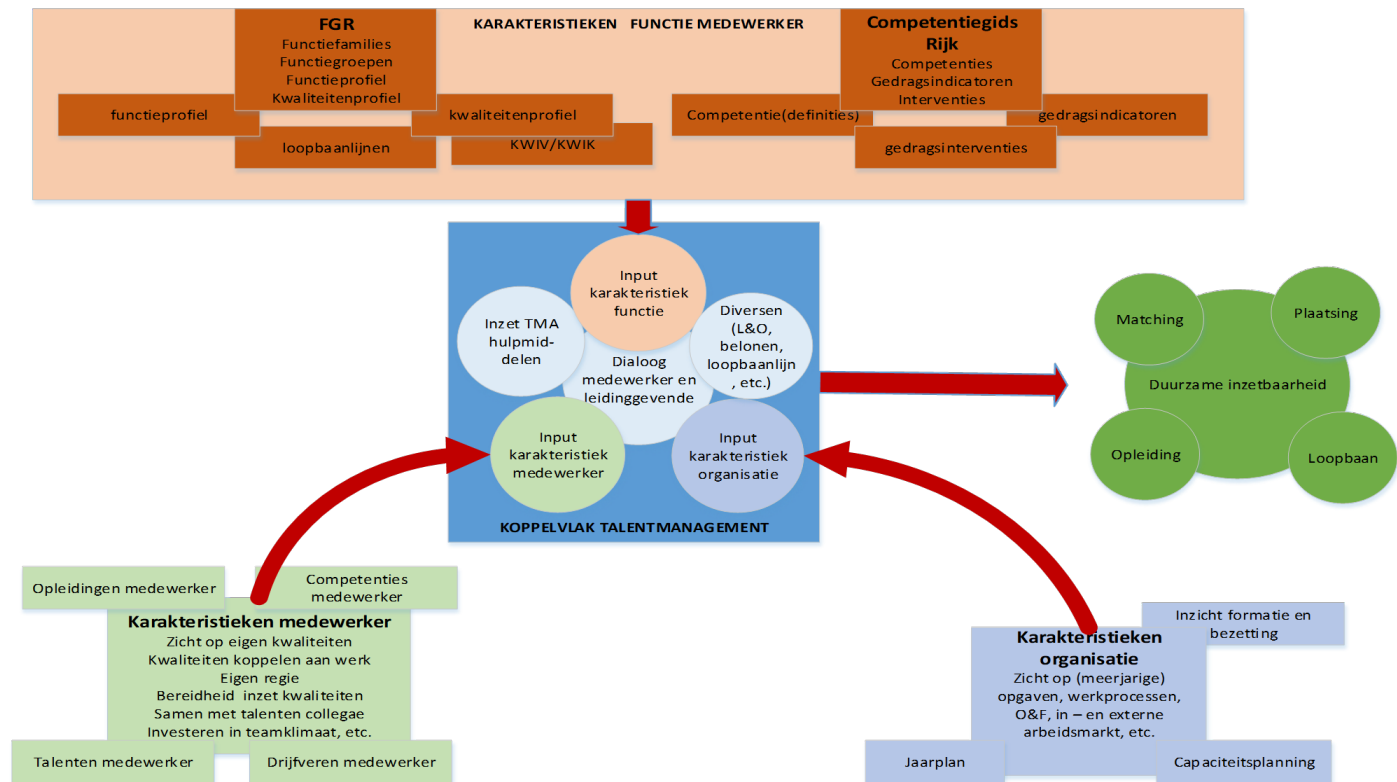 KARAKTERISTIEKEN FUNCTIE MEDEWERKER
FGR
Functiefamilies
Functiegroepen
Functieprofiel
Kwaliteitenprofiel
functieprofiel
kwaliteitenprofiel
loopbaanlijnen
KWIV/KWIK
Competentiegids
Rijk
Competenties
Gedragsindicatoren
Interventies
Competentie(definities)
gedragsindicatoren
gedragsinterventies
Input
karakteristiek
functie
Inzet TMA
hulpmid-
delen
Diversen
(L&O,
belonen,
loopbaanlijn
, etc.)
Dialoog
medewerker en
leidinggevende
Input
karakteristiek
medewerker
Input
karakteristiek
organisatie
KOPPELVLAK TALENTMANAGEMENT
Matching
Plaatsing
Duurzame inzetbaarheid
Opleiding
Loopbaan
Opleidingen medewerker
Competenties
medewerker
Karakteristieken medewerker
Zicht op eigen kwaliteiten
Kwaliteiten koppelen aan werk
Eigen regie
Bereidheid inzet kwaliteiten
Samen met talenten collegae
Investeren in teamklimaat, etc.
Talenten medewerker
Drijfveren medewerker
Inzicht formatie en
bezetting
Karakteristieken
organisatie
Zicht op (meerjarige)
opgaven, werkprocessen,
O&F, in – en externe
arbeidsmarkt, etc.
Jaarplan
Capaciteitsplanning